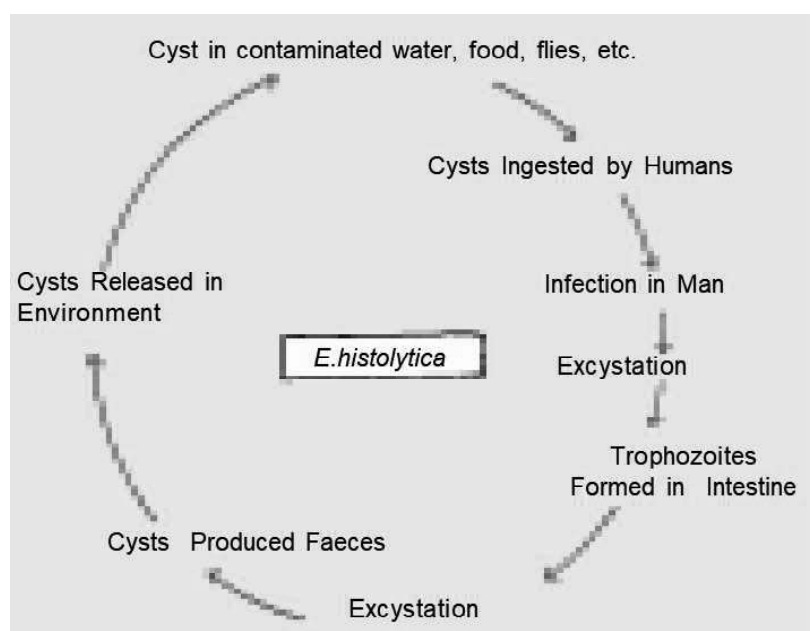 Cyst in contaminated water, food, flies, etc.
Cysts Ingested by Humans
Infection in Man
Excystation
Trophozoites
Formed in Intestine
Excystation
Cysts Produced Faeces
Cysts Released in
Environment
E.histolytica